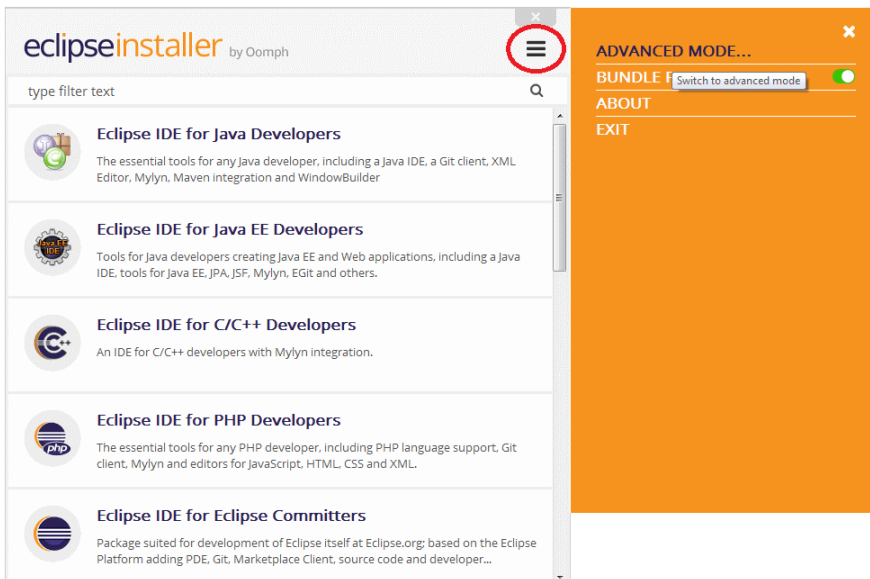 eclipseinstaller by Oomph
type filter text
Eclipse IDE for Java Developers
The essential tools for any Java developer, including a Java IDE, a Git client, XML
Editor, Mylyn, Maven integration and WindowBuilder
Java EE
IDE
Eclipse IDE for Java EE Developers
Tools for Java developers creating Java EE and Web applications, including a Java
IDE, tools for Java EE, JPA, JSF, Mylyn, EGit and others.
C++
Eclipse IDE for C/C++ Developers
An IDE for C/C++ developers with Mylyn integration.
php
Eclipse IDE for PHP Developers
The essential tools for any PHP developer, including PHP language support, Git
client, Mylyn and editors for JavaScript, HTML, CSS and XML.
Eclipse IDE for Eclipse Committers
Package suited for development of Eclipse itself at Eclipse.org; based on the Eclipse
Platform adding PDE, Git, Marketplace Client, source code and developer...
ADVANCED MODE...
BUNDLE
Switch to advanced mode
ABOUT
EXIT